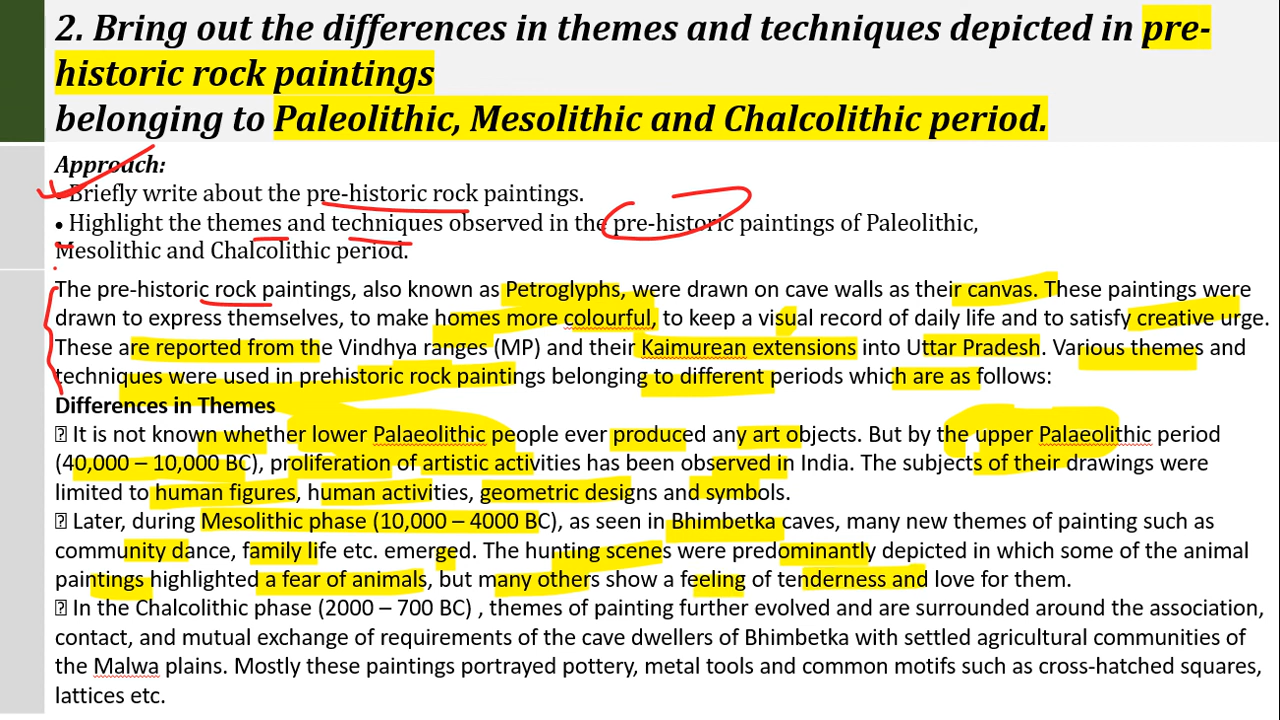 2. Bring out the differences in themes and techniques depicted in pre-
historic rock paintings
belonging to Paleolithic, Mesolithic and Chalcolithic period.
Approach:
• Briefly write about the pre-historic rock paintings.
• Highlight the themes and techniques observed in the pre-historic paintings of Paleolithic,
Mesolithic and Chalcolithic period.
The pre-historic rock paintings, also known as Petroglyphs, were drawn on cave walls as their canvas. These paintings were
drawn to express themselves, to make homes more colourful, to keep a visual record of daily life and to satisfy creative urge.
These are reported from the Vindhya ranges (MP) and their Kaimurean extensions into Uttar Pradesh. Various themes and
techniques were used in prehistoric rock paintings belonging to different periods which are as follows:
Differences in Themes
It is not known whether lower Palaeolithic people ever produced any art objects. But by the upper Palaeolithic period
(40,000 – 10,000 BC), proliferation of artistic activities has been observed in India. The subjects of their drawings were
limited to human figures, human activities, geometric designs and symbols.
Later, during Mesolithic phase (10,000 – 4000 BC), as seen in Bhimbetka caves, many new themes of painting such as
community dance, family life etc. emerged. The hunting scenes were predominantly depicted in which some of the animal
paintings highlighted a fear of animals, but many others show a feeling of tenderness and love for them.
In the Chalcolithic phase (2000 – 700 BC) , themes of painting further evolved and are surrounded around the association,
contact, and mutual exchange of requirements of the cave dwellers of Bhimbetka with settled agricultural communities of
the Malwa plains. Mostly these paintings portrayed pottery, metal tools and common motifs such as cross-hatched squares,
lattices etc.